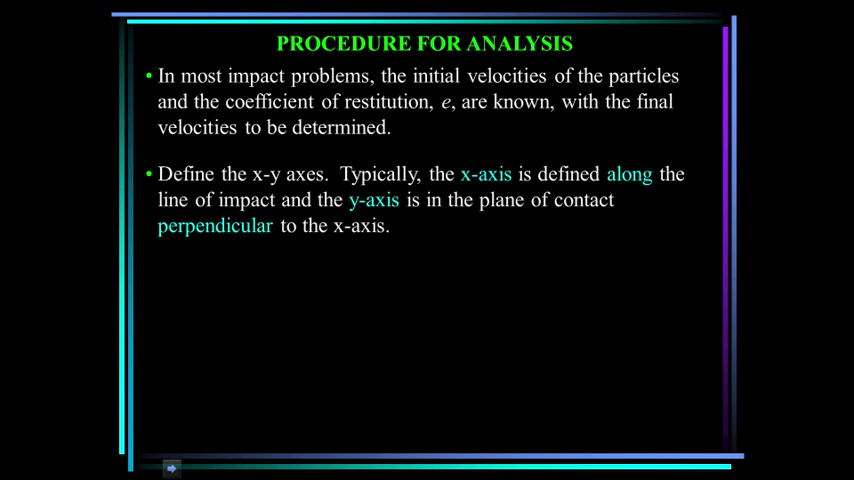 PROCEDURE FOR ANALYSIS
• In most impact problems, the initial velocities of the particles
and the coefficient of restitution, e, are known, with the final
velocities to be determined.
• Define the x-y axes. Typically, the x-axis is defined along the
line of impact and the y-axis is in the plane of contact
perpendicular to the x-axis.